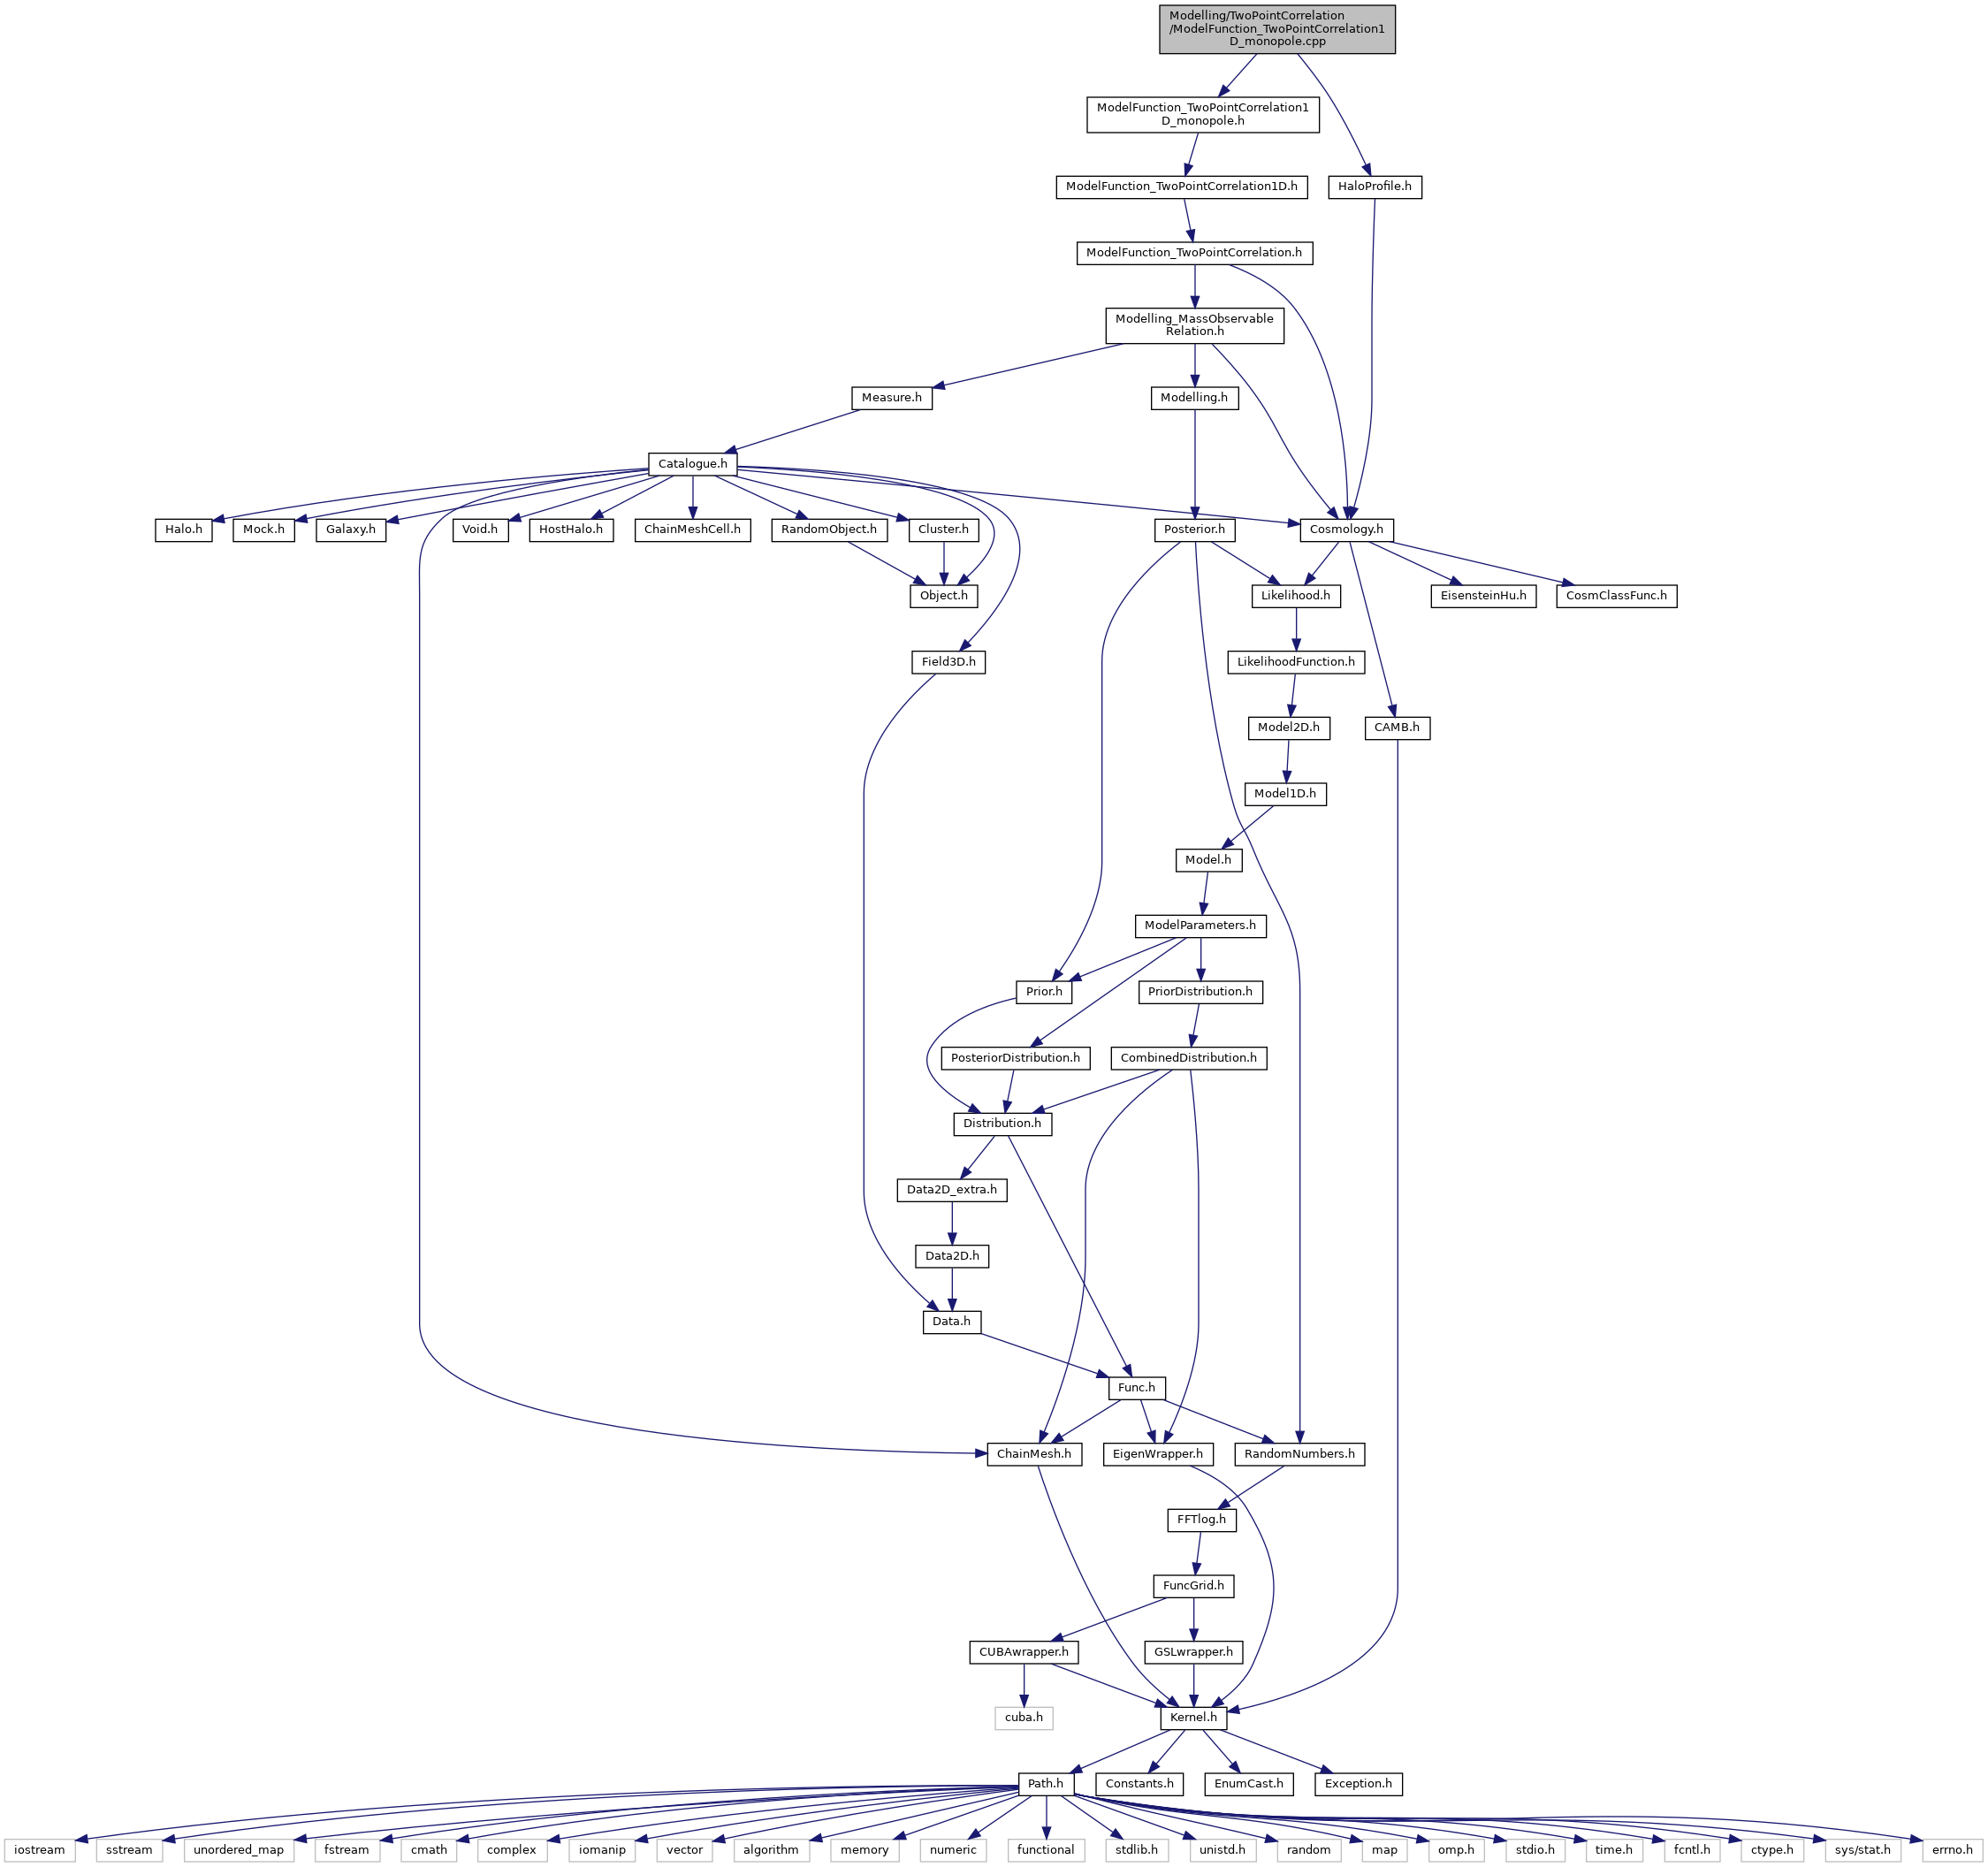 Modelling/TwoPointCorrelation
/ModelFunction_TwoPointCorrelation1
D_monopole.cpp
ModelFunction_TwoPointCorrelation1
D_monopole.h
ModelFunction_TwoPointCorrelation1D.h
HaloProfile.h
ModelFunction_TwoPointCorrelation.h
Modelling_MassObservable
Relation.h
Measure.h
Modelling.h
Catalogue.h
Halo.h
Mock.h
Galaxy.h
Void.h
HostHalo.h
ChainMeshCell.h
RandomObject.h
Cluster.h
Posterior.h
Cosmology.h
Object.h
Likelihood.h
EisensteinHu.h
CosmClassFunc.h
Field3D.h
LikelihoodFunction.h
Model2D.h
CAMB.h
Model1D.h
Model.h
ModelParameters.h
Prior.h
PriorDistribution.h
PosteriorDistribution.h
CombinedDistribution.h
Distribution.h
Data2D_extra.h
Data2D.h
Data.h
Func.h
ChainMesh.h
EigenWrapper.h
RandomNumbers.h
FFTlog.h
FuncGrid.h
CUBAwrapper.h
GSLwrapper.h
cuba.h
Kernel.h
Path.h
Constants.h
EnumCast.h
Exception.h
iostream
sstream
unordered_map
fstream
cmath
complex
iomanip
vector
algorithm
memory
numeric
functional
stdlib.h
unistd.h
random
map
omp.h
stdio.h
time.h
fcntl.h
ctype.h
sys/stat.h
errno.h